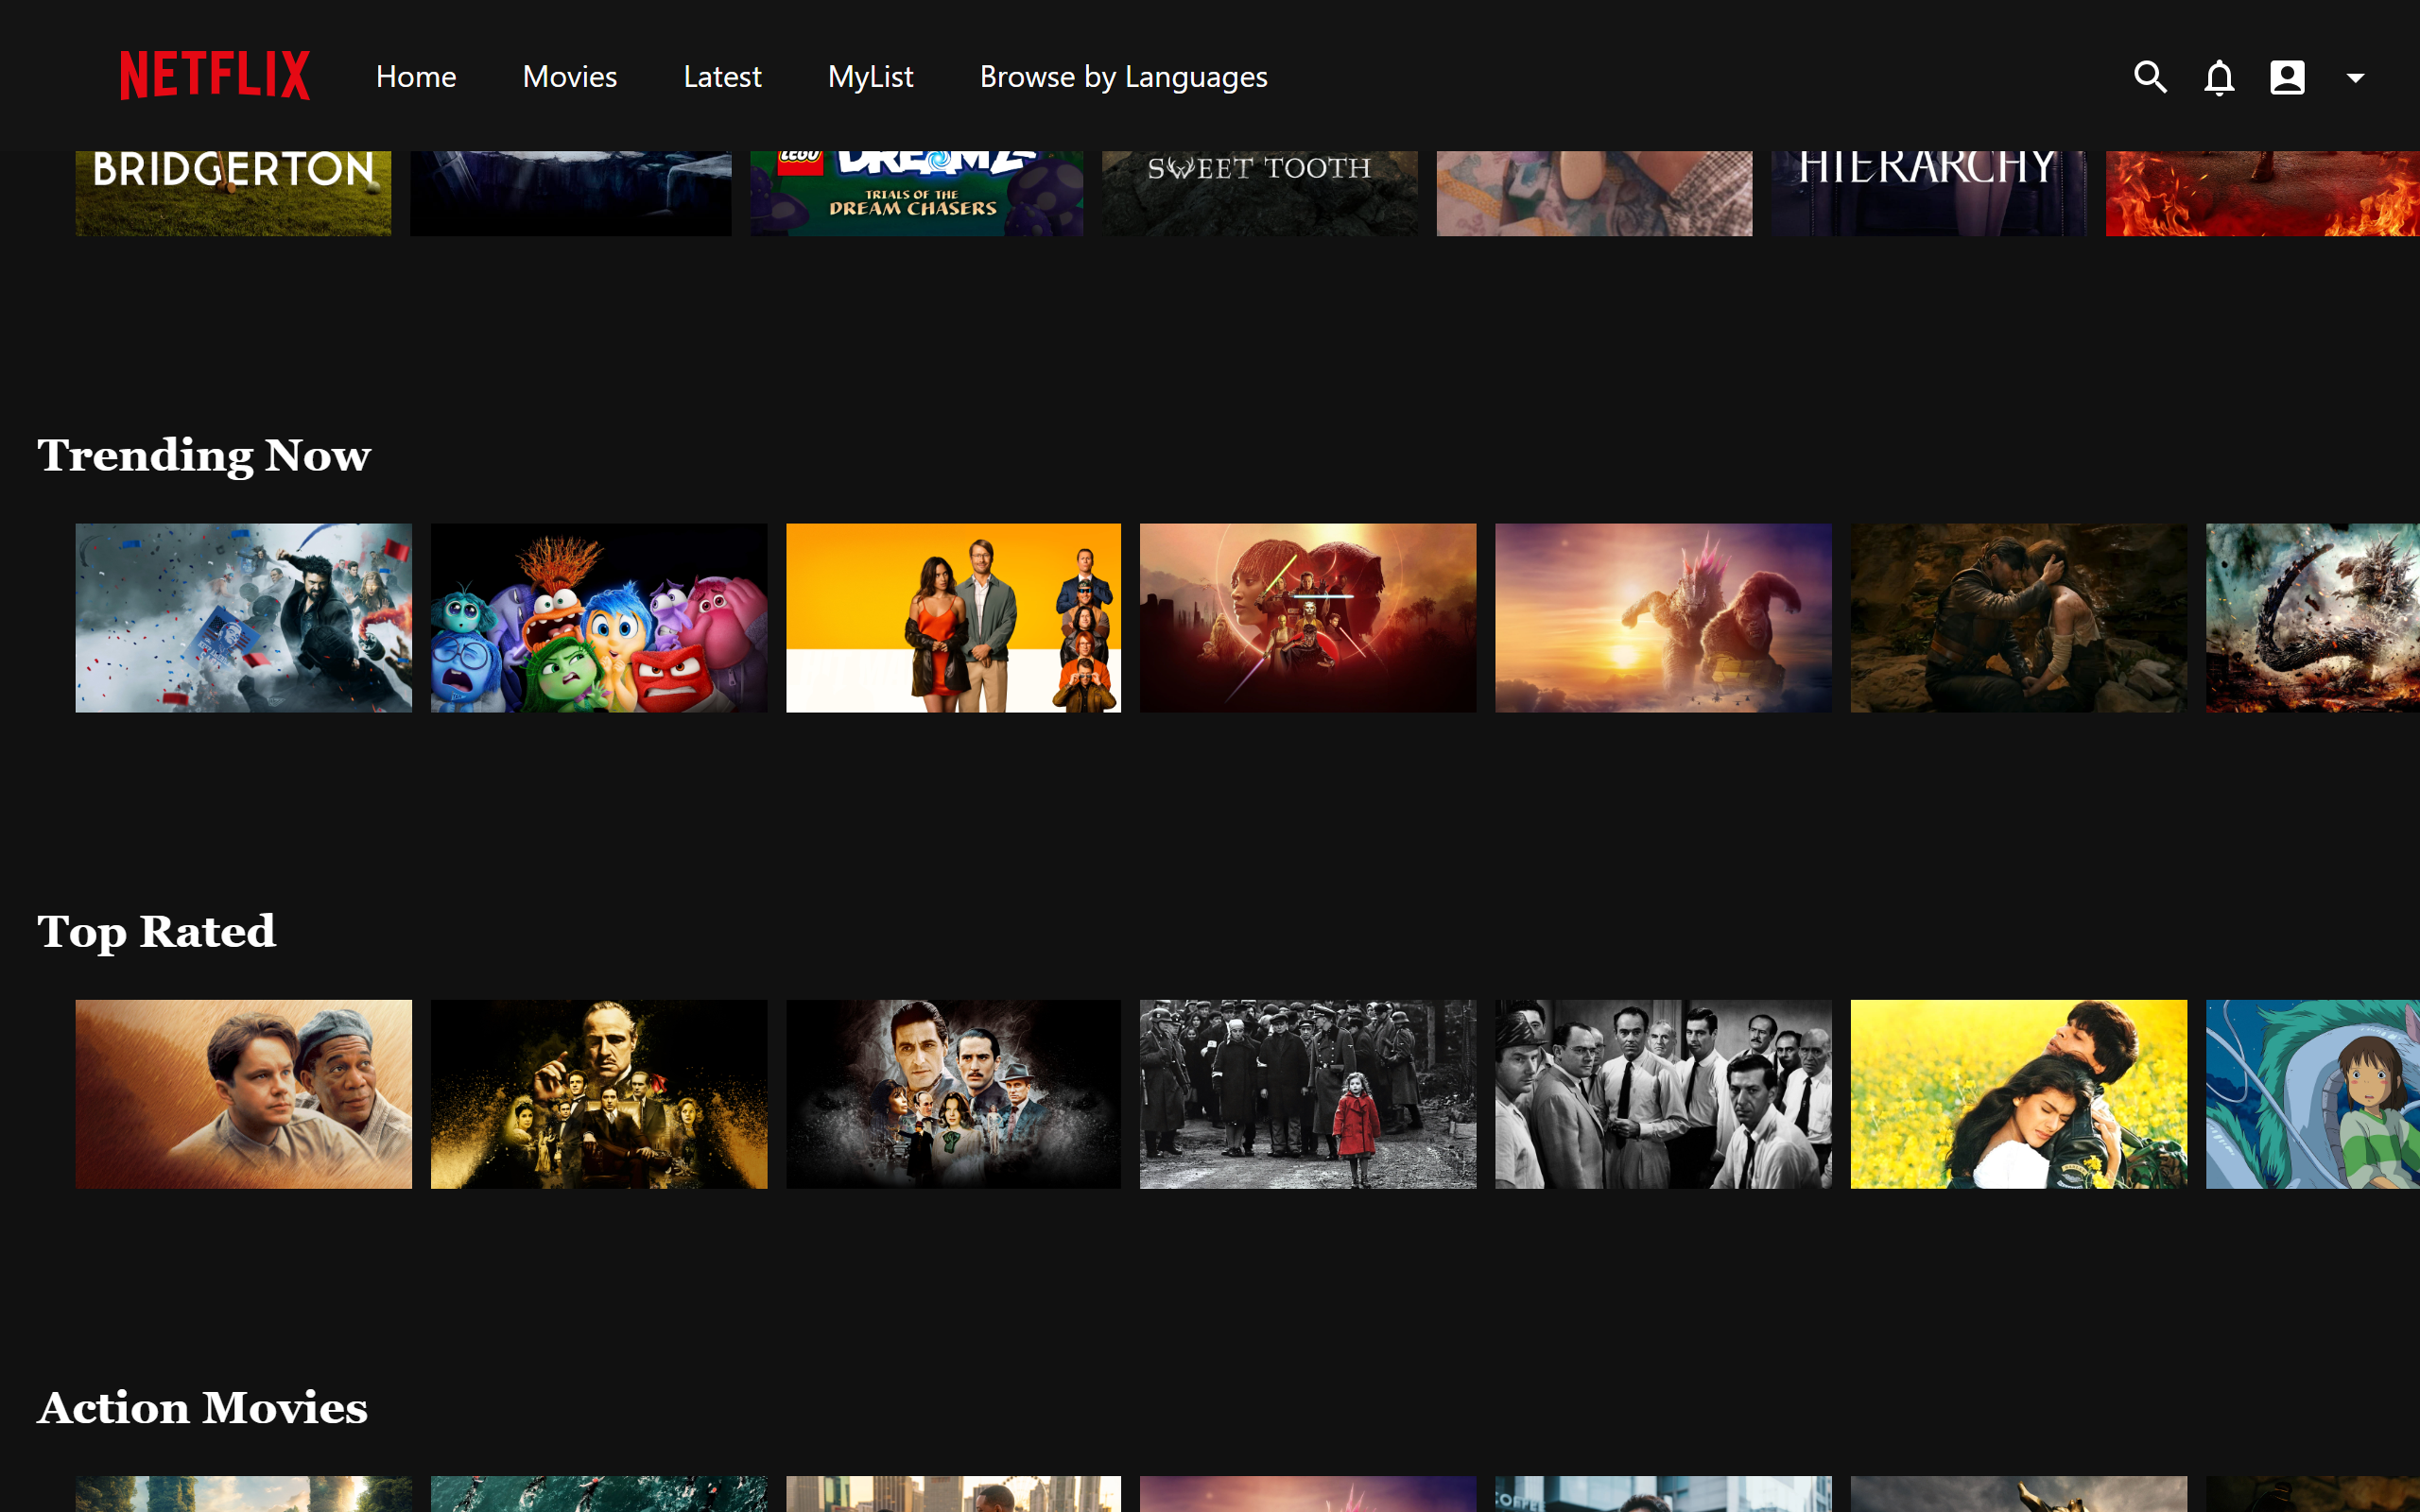 NETFLIX Home Movies Latest MyList Browse by Languages
BRIDGERTON
LEGO DREAMZzz
TRIALS OF THE
DREAM CHASERS
SWEET TOOTH
HIERARCHY
Trending Now
Top Rated
Action Movies
COFFEE